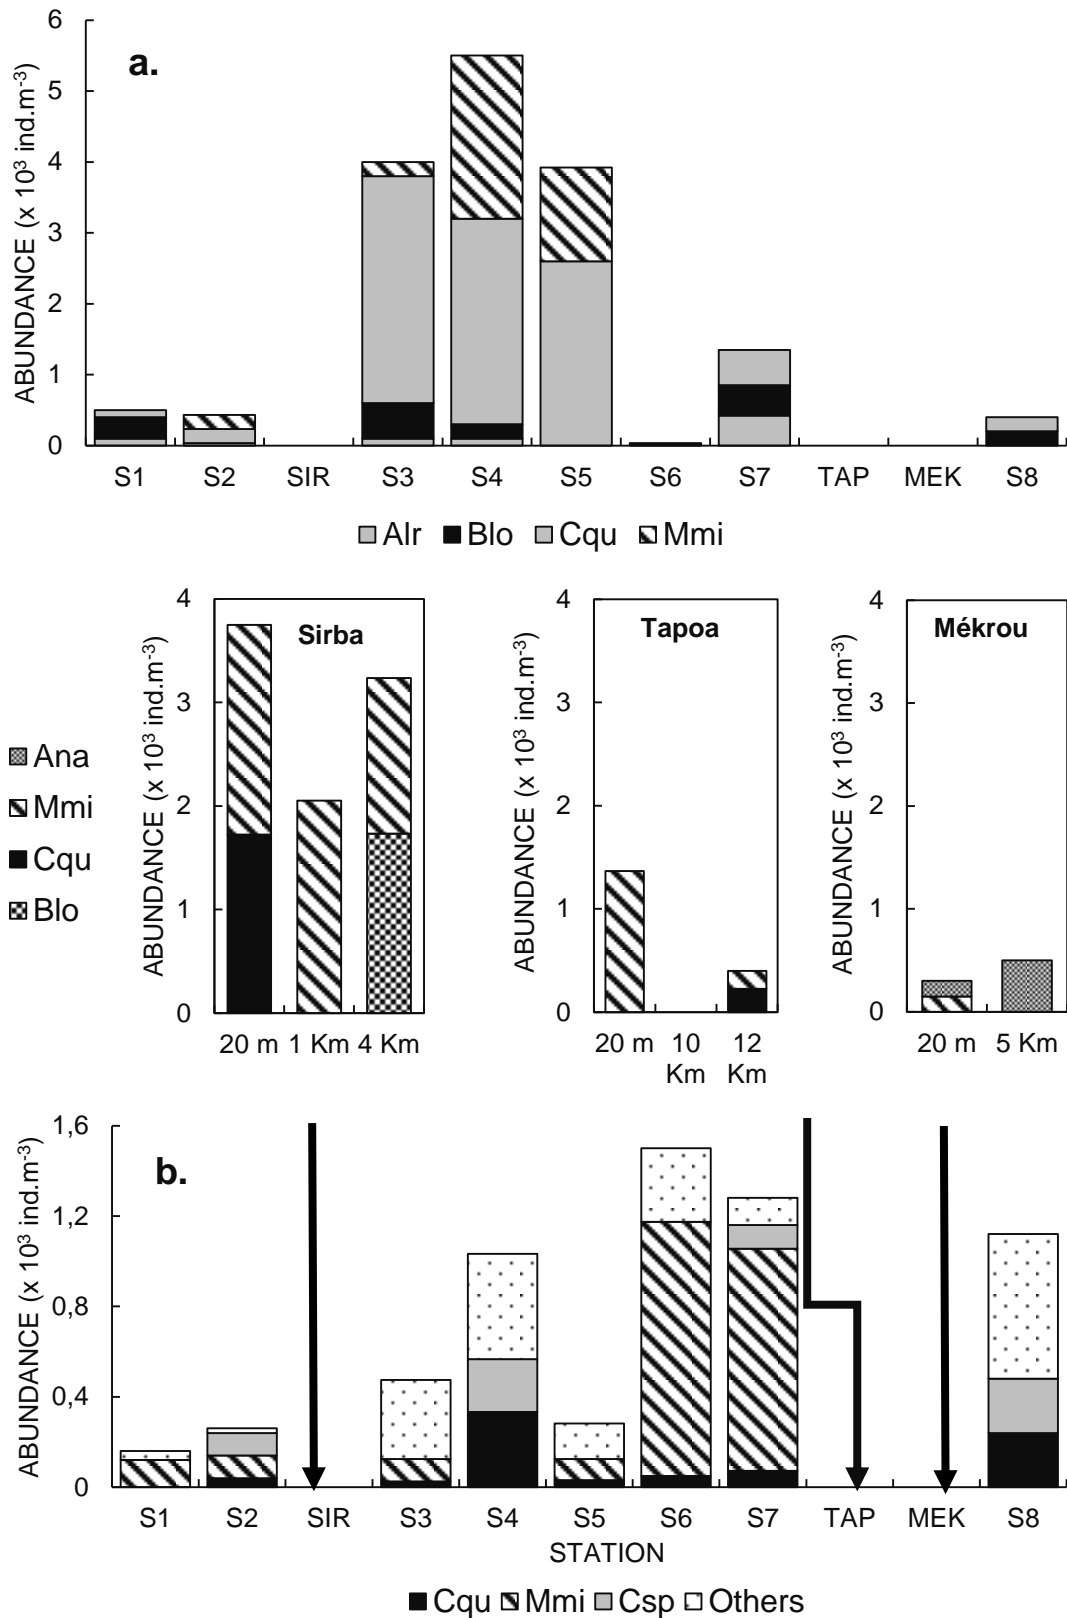 a.
ABUNDANCE (x 10³ ind.m⁻³)
6
5
4
3
2
1
0
S1 S2 SIR S3 S4 S5 S6 S7 TAP MEK S8
Alr Blo Cqu Mmi
Ana
Mmi
Cqu
Blo
Sirba
ABUNDANCE (x 10³ ind.m⁻³)
4
3
2
1
0
20 m 1 Km 4 Km
Tapoa
ABUNDANCE (x 10³ ind.m⁻³)
4
3
2
1
0
20 m 10 Km 12 Km
Mékrou
ABUNDANCE (x 10³ ind.m⁻³)
4
3
2
1
0
20 m 5 Km
b.
ABUNDANCE (x 10³ ind.m⁻³)
1,6
1,2
0,8
0,4
0
S1 S2 SIR S3 S4 S5 S6 S7 TAP MEK S8
STATION
Cqu Mmi Csp Others